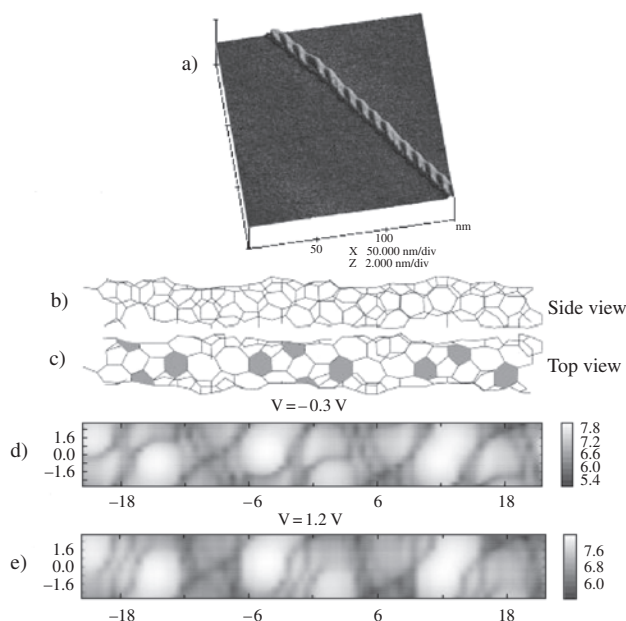 a)
50
100
nm
X 50.000 nm/div
Z 2.000 nm/div
b)
Side view
c)
Top view
V = −0.3 V
d)
1.6
0.0
−1.6
−18
−6
6
18
7.8
7.2
6.6
6.0
5.4
V = 1.2 V
e)
1.6
0.0
−1.6
−18
−6
6
18
7.6
6.8
6.0